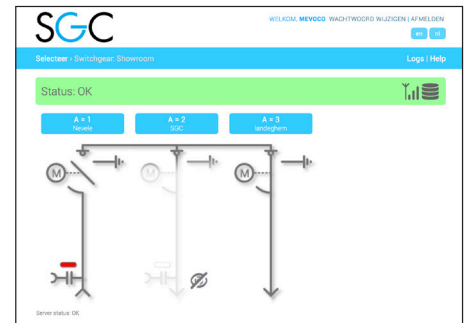 SGC
WELKOM, MEVOCO WACHTWOORD WIJZIGEN | AFMELDEN
en nl
Selecteer › Switchgear: Showroom
Logs | Help
Status: OK
A = 1
Nevele
A = 2
SGC
A = 3
landeghem
M
M
M
Server status: OK